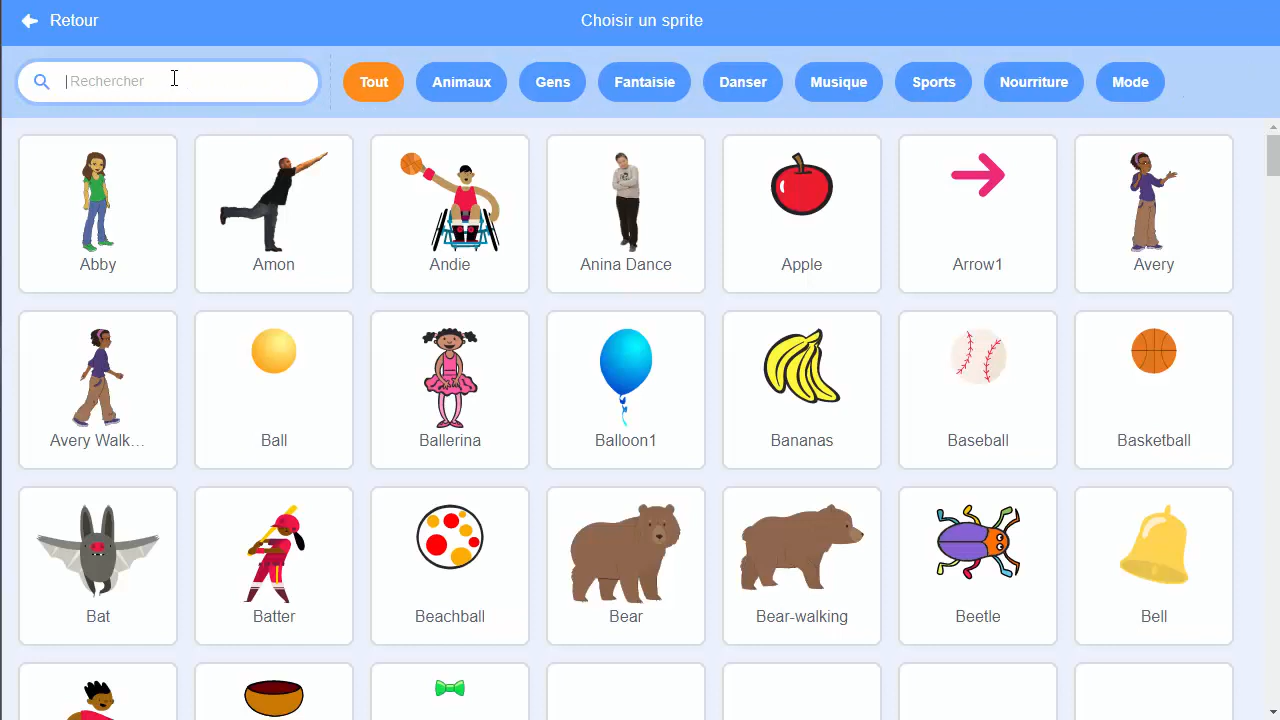 Retour
Choisir un sprite
Rechercher
Tout
Animaux
Gens
Fantaisie
Danser
Musique
Sports
Nourriture
Mode
Abby
Amon
Andie
Anina Dance
Apple
Arrow1
Avery
Avery Walk...
Ball
Ballerina
Balloon1
Bananas
Baseball
Basketball
Bat
Batter
Beachball
Bear
Bear-walking
Beetle
Bell